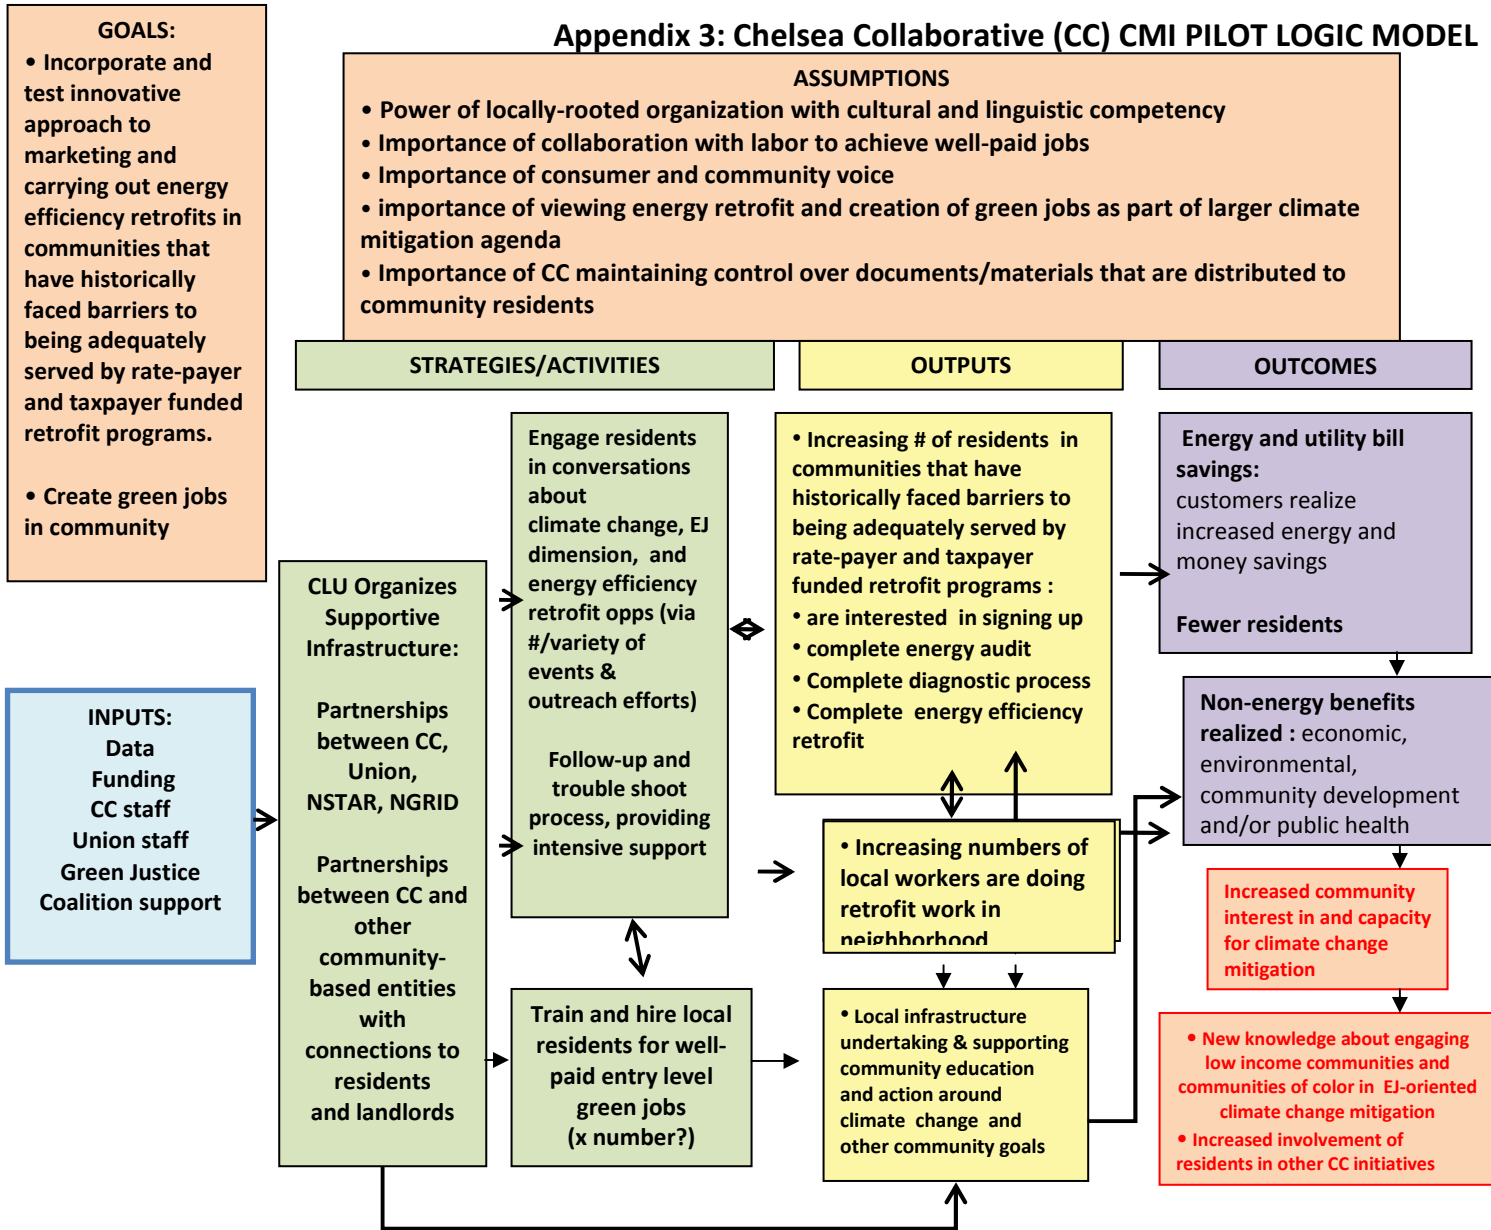 Appendix 3: Chelsea Collaborative (CC) CMI PILOT LOGIC MODEL
GOALS:
• Incorporate and
test innovative
approach to
marketing and
carrying out energy
efficiency retrofits in
communities that
have historically
faced barriers to
being adequately
served by rate-payer
and taxpayer funded
retrofit programs.
• Create green jobs
in community
ASSUMPTIONS
• Power of locally-rooted organization with cultural and linguistic competency
• Importance of collaboration with labor to achieve well-paid jobs
• Importance of consumer and community voice
• importance of viewing energy retrofit and creation of green jobs as part of larger climate
mitigation agenda
• Importance of CC maintaining control over documents/materials that are distributed to
community residents
INPUTS:
Data
Funding
CC staff
Union staff
Green Justice
Coalition support
STRATEGIES/ACTIVITIES
CLU Organizes
Supportive
Infrastructure:
Partnerships
between CC,
Union,
NSTAR, NGRID
Partnerships
between CC and
other
community-
based entities
with
connections to
residents
and landlords
Engage residents
in conversations
about
climate change, EJ
dimension, and
energy efficiency
retrofit opps (via
#/variety of
events &
outreach efforts)
Follow-up and
trouble shoot
process, providing
intensive support
Train and hire local
residents for well-
paid entry level
green jobs
(x number?)
OUTPUTS
• Increasing # of residents in
communities that have
historically faced barriers to
being adequately served by
rate-payer and taxpayer
funded retrofit programs :
• are interested in signing up
• complete energy audit
• Complete diagnostic process
• Complete energy efficiency
retrofit
• Increasing numbers of
local workers are doing
retrofit work in
neighborhood
• Local infrastructure
undertaking & supporting
community education
and action around
climate change and
other community goals
OUTCOMES
Energy and utility bill
savings:
customers realize
increased energy and
money savings
Fewer residents
Non-energy benefits
realized : economic,
environmental,
community development
and/or public health
Increased community
interest in and capacity
for climate change
mitigation
• New knowledge about engaging
low income communities and
communities of color in EJ-oriented
climate change mitigation
• Increased involvement of
residents in other CC initiatives